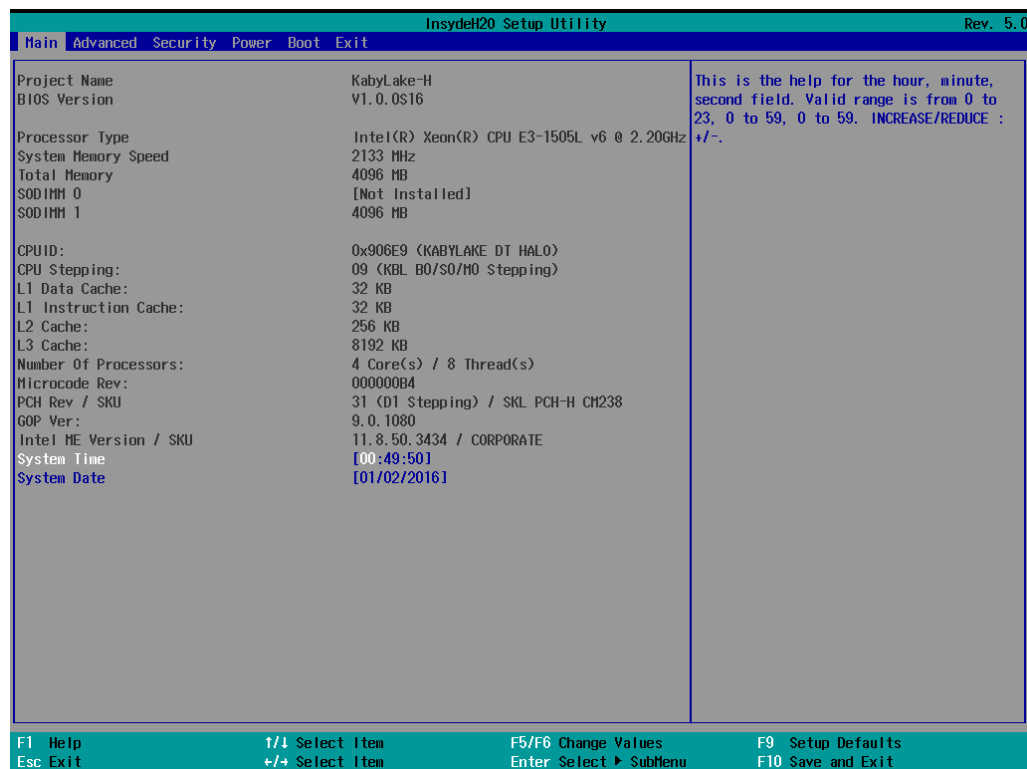 InsydeH20 Setup Utility Rev. 5.0
Main Advanced Security Power Boot Exit
Project Name KabyLake-H
BIOS Version V1.0.0S16
Processor Type Intel(R) Xeon(R) CPU E3-1505L v6 @ 2.20GHz
System Memory Speed 2133 MHz
Total Memory 4096 MB
SODIMM 0 [Not Installed]
SODIMM 1 4096 MB
CPUID: 0x906E9 (KABYLAKE DT HALO)
CPU Stepping: 09 (KBL B0/S0/M0 Stepping)
L1 Data Cache: 32 KB
L1 Instruction Cache: 32 KB
L2 Cache: 256 KB
L3 Cache: 8192 KB
Number Of Processors: 4 Core(s) / 8 Thread(s)
Microcode Rev: 000000B4
PCH Rev / SKU 31 (D1 Stepping) / SKL PCH-H CM238
GOP Ver: 9.0.1080
Intel ME Version / SKU 11.8.50.3434 / CORPORATE
System Time [00:49:50]
System Date [01/02/2016]
This is the help for the hour, minute,
second field. Valid range is from 0 to
23, 0 to 59, 0 to 59. INCREASE/REDUCE :
+/-.
F1 Help ↑/↓ Select Item F5/F6 Change Values F9 Setup Defaults
Esc Exit ←/→ Select Item Enter Select ▶ SubMenu F10 Save and Exit